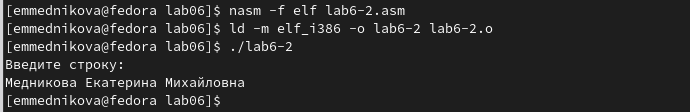 [emmednikova@fedora lab06]$ nasm -f elf lab6-2.asm
[emmednikova@fedora lab06]$ ld -m elf_i386 -o lab6-2 lab6-2.o
[emmednikova@fedora lab06]$ ./lab6-2
Введите строку:
Медникова Екатерина Михайловна
[emmednikova@fedora lab06]$